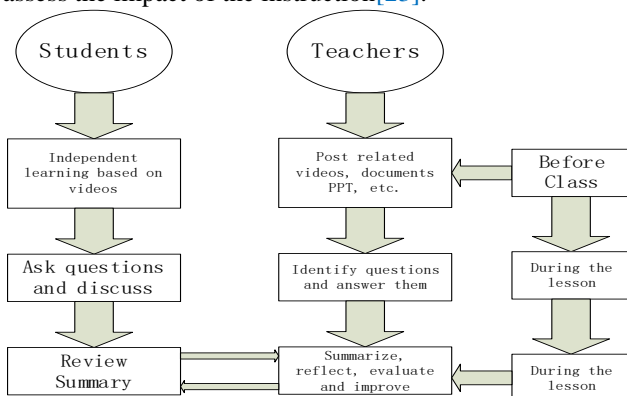 assess the impact of the instruction[23].
Students
Teachers
Independent
learning based on
videos
Post related
videos, documents
PPT, etc.
Before
Class
Ask questions
and discuss
Identify questions
and answer them
During the
lesson
Review
Summary
Summarize,
reflect, evaluate
and improve
During the
lesson